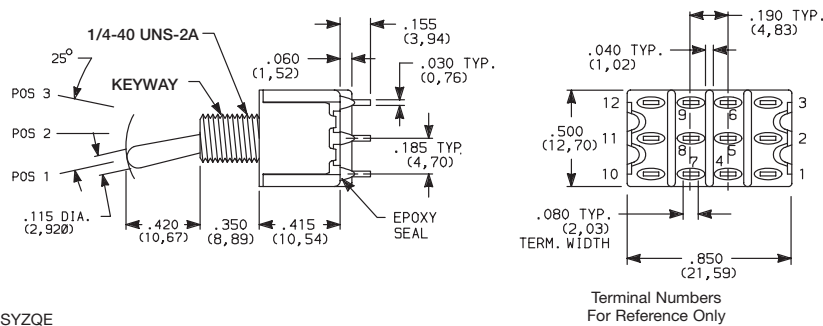 1/4-40 UNS-2A
25°
KEYWAY
POS 3
POS 2
POS 1
.115 DIA.
(2,920)
.420
(10,67)
.350
(8,89)
.415
(10,54)
.060
(1,52)
.155
(3,94)
.030 TYP.
(0,76)
.185 TYP.
(4,70)
EPOXY
SEAL
.190 TYP.
(4,83)
.040 TYP.
(1,02)
.500
(12,70)
12
9
6
3
11
8
5
2
10
7
4
1
.080 TYP.
(2,03)
TERM. WIDTH
.850
(21,59)
Terminal Numbers
For Reference Only
SYZQE